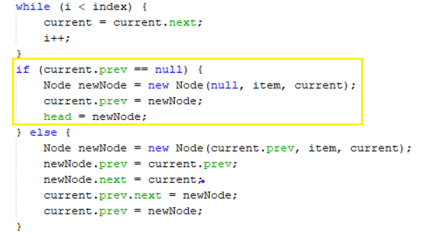 while (i < index) {
    current = current.next;
    i++;
}
if (current.prev == null) {
    Node newNode = new Node(null, item, current);
    current.prev = newNode;
    head = newNode;
} else {
    Node newNode = new Node(current.prev, item, current);
    newNode.prev = current.prev;
    newNode.next = current;
    current.prev.next = newNode;
    current.prev = newNode;
}